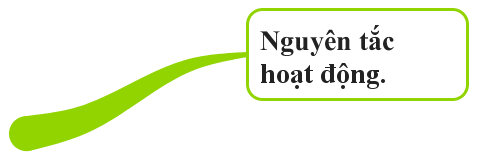 Nguyên tắc
hoạt động.